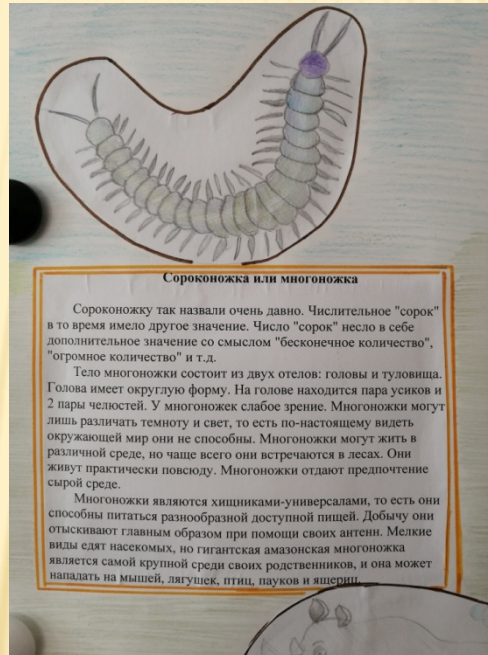 Сороконожка или многоножка
Сороконожку так назвали очень давно. Числительное "сорок"
в то время имело другое значение. Число "сорок" несло в себе
дополнительное значение со смыслом "бесконечное количество",
"огромное количество" и т.д.
Тело многоножки состоит из двух отелов: головы и туловища.
Голова имеет округлую форму. На голове находится пара усиков и
2 пары челюстей. У многоножек слабое зрение. Многоножки могут
лишь различать темноту и свет, то есть по-настоящему видеть
окружающей мир они не способны. Многоножки могут жить в
различной среде, но чаще всего они встречаются в лесах. Они
живут практически повсюду. Многоножки отдают предпочтение
сырой среде.
Многоножки являются хищниками-универсалами, то есть они
способны питаться разнообразной доступной пищей. Добычу они
отыскивают главным образом при помощи своих антенн. Мелкие
виды едят насекомых, но гигантская амазонская многоножка
является самой крупной среди своих родственников, и она может
нападать на мышей, лягушек, птиц, пауков и ящериц.